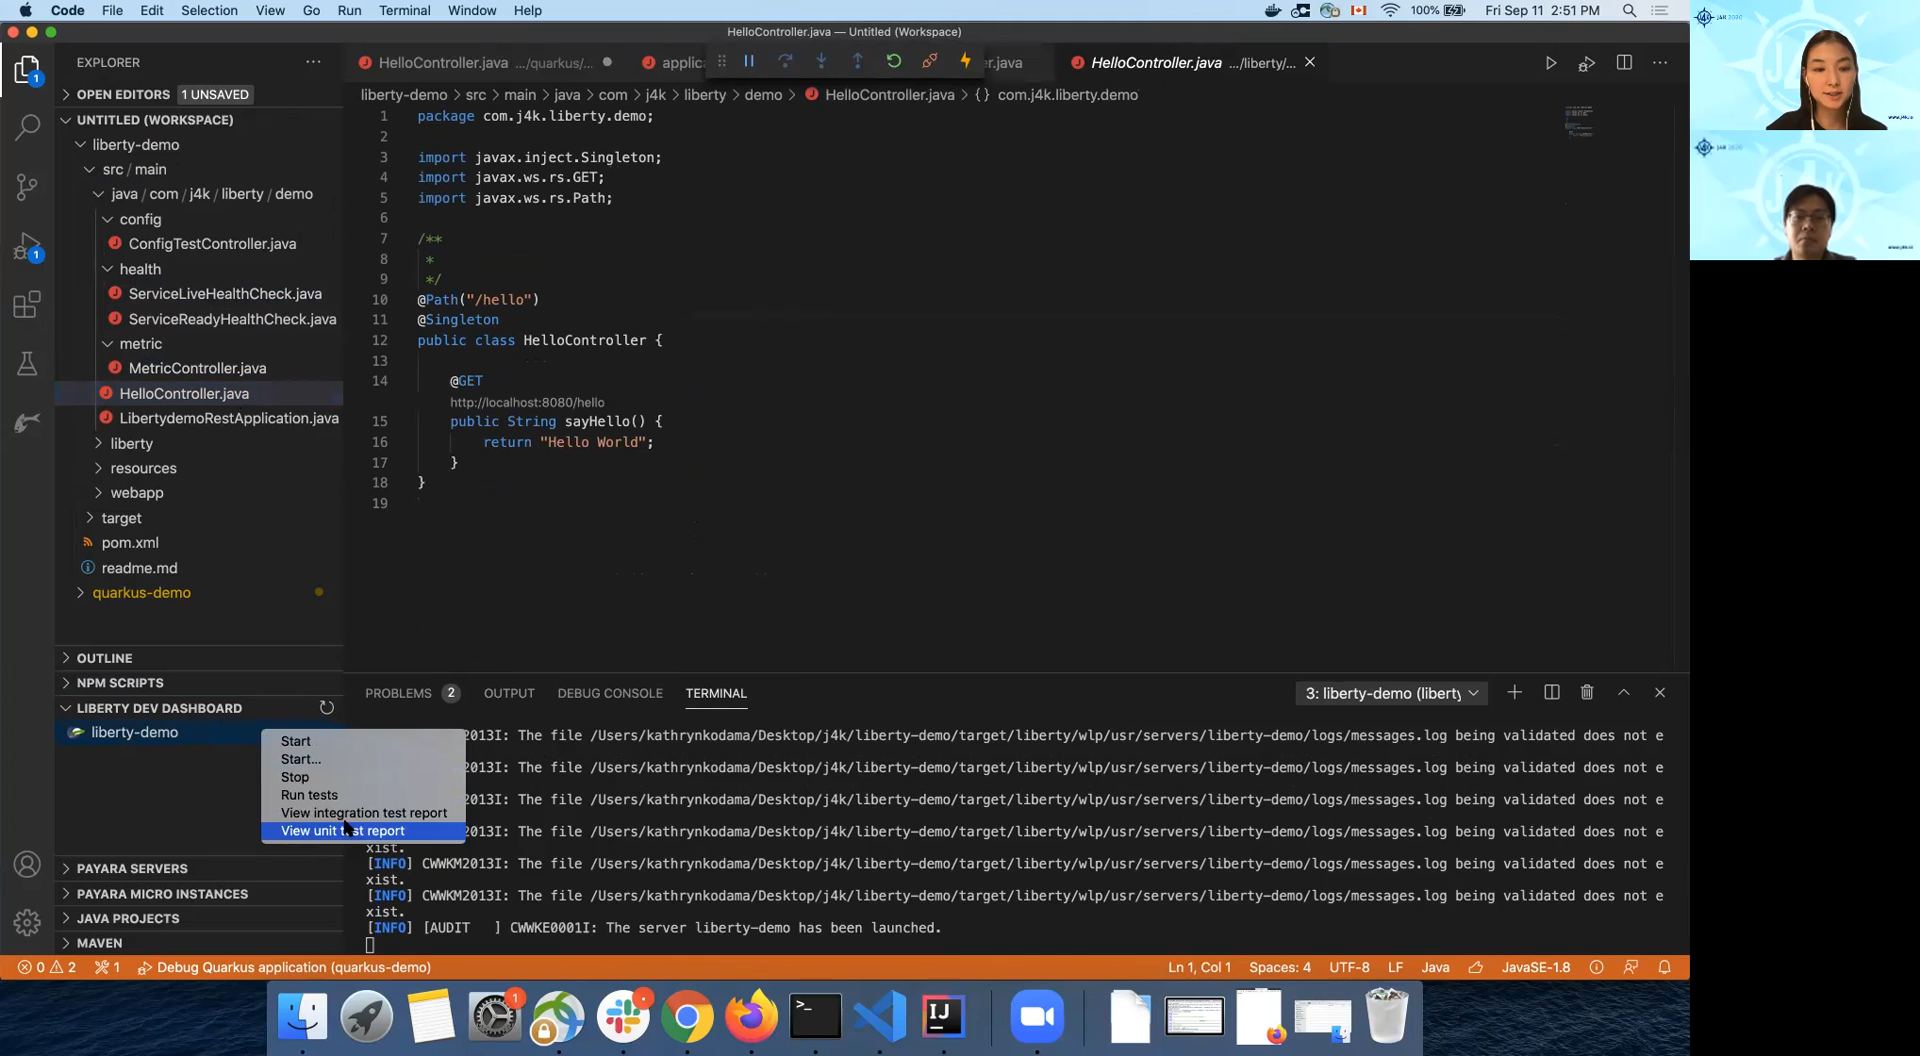 Code File Edit Selection View Go Run Terminal Window Help
100% Fri Sep 11 2:51 PM
HelloController.java — Untitled (Workspace)
EXPLORER
OPEN EDITORS 1 UNSAVED
UNTITLED (WORKSPACE)
liberty-demo
src / main
java / com / j4k / liberty / demo
config
ConfigTestController.java
health
ServiceLiveHealthCheck.java
ServiceReadyHealthCheck.java
metric
MetricController.java
HelloController.java
LibertydemoRestApplication.java
liberty
resources
webapp
target
pom.xml
readme.md
quarkus-demo
OUTLINE
NPM SCRIPTS
LIBERTY DEV DASHBOARD
liberty-demo
Start
Start...
Stop
Run tests
View integration test report
View unit test report
PAYARA SERVERS
PAYARA MICRO INSTANCES
JAVA PROJECTS
MAVEN
HelloController.java .../quarkus/...
HelloController.java .../liberty/...
liberty-demo > src > main > java > com > j4k > liberty > demo > HelloController.java > {} com.j4k.liberty.demo
1 package com.j4k.liberty.demo;
2
3 import javax.inject.Singleton;
4 import javax.ws.rs.GET;
5 import javax.ws.rs.Path;
6
7 /**
8 *
9 */
10 @Path("/hello")
11 @Singleton
12 public class HelloController {
13
14 @GET
http://localhost:8080/hello
15 public String sayHello() {
16 return "Hello World";
17 }
18 }
19
PROBLEMS 2 OUTPUT DEBUG CONSOLE TERMINAL
3: liberty-demo (liberty
2013I: The file /Users/kathrynkodama/Desktop/j4k/liberty-demo/target/liberty/wlp/usr/servers/liberty-demo/logs/messages.log being validated does not e
2013I: The file /Users/kathrynkodama/Desktop/j4k/liberty-demo/target/liberty/wlp/usr/servers/liberty-demo/logs/messages.log being validated does not e
2013I: The file /Users/kathrynkodama/Desktop/j4k/liberty-demo/target/liberty/wlp/usr/servers/liberty-demo/logs/messages.log being validated does not e
2013I: The file /Users/kathrynkodama/Desktop/j4k/liberty-demo/target/liberty/wlp/usr/servers/liberty-demo/logs/messages.log being validated does not e
xist.
[INFO] CWWKM2013I: The file /Users/kathrynkodama/Desktop/j4k/liberty-demo/target/liberty/wlp/usr/servers/liberty-demo/logs/messages.log being validated does not e
xist.
[INFO] CWWKM2013I: The file /Users/kathrynkodama/Desktop/j4k/liberty-demo/target/liberty/wlp/usr/servers/liberty-demo/logs/messages.log being validated does not e
xist.
[INFO] [AUDIT ] CWWKE0001I: The server liberty-demo has been launched.
0 2 1 Debug Quarkus application (quarkus-demo)
Ln 1, Col 1 Spaces: 4 UTF-8 LF Java JavaSE-1.8